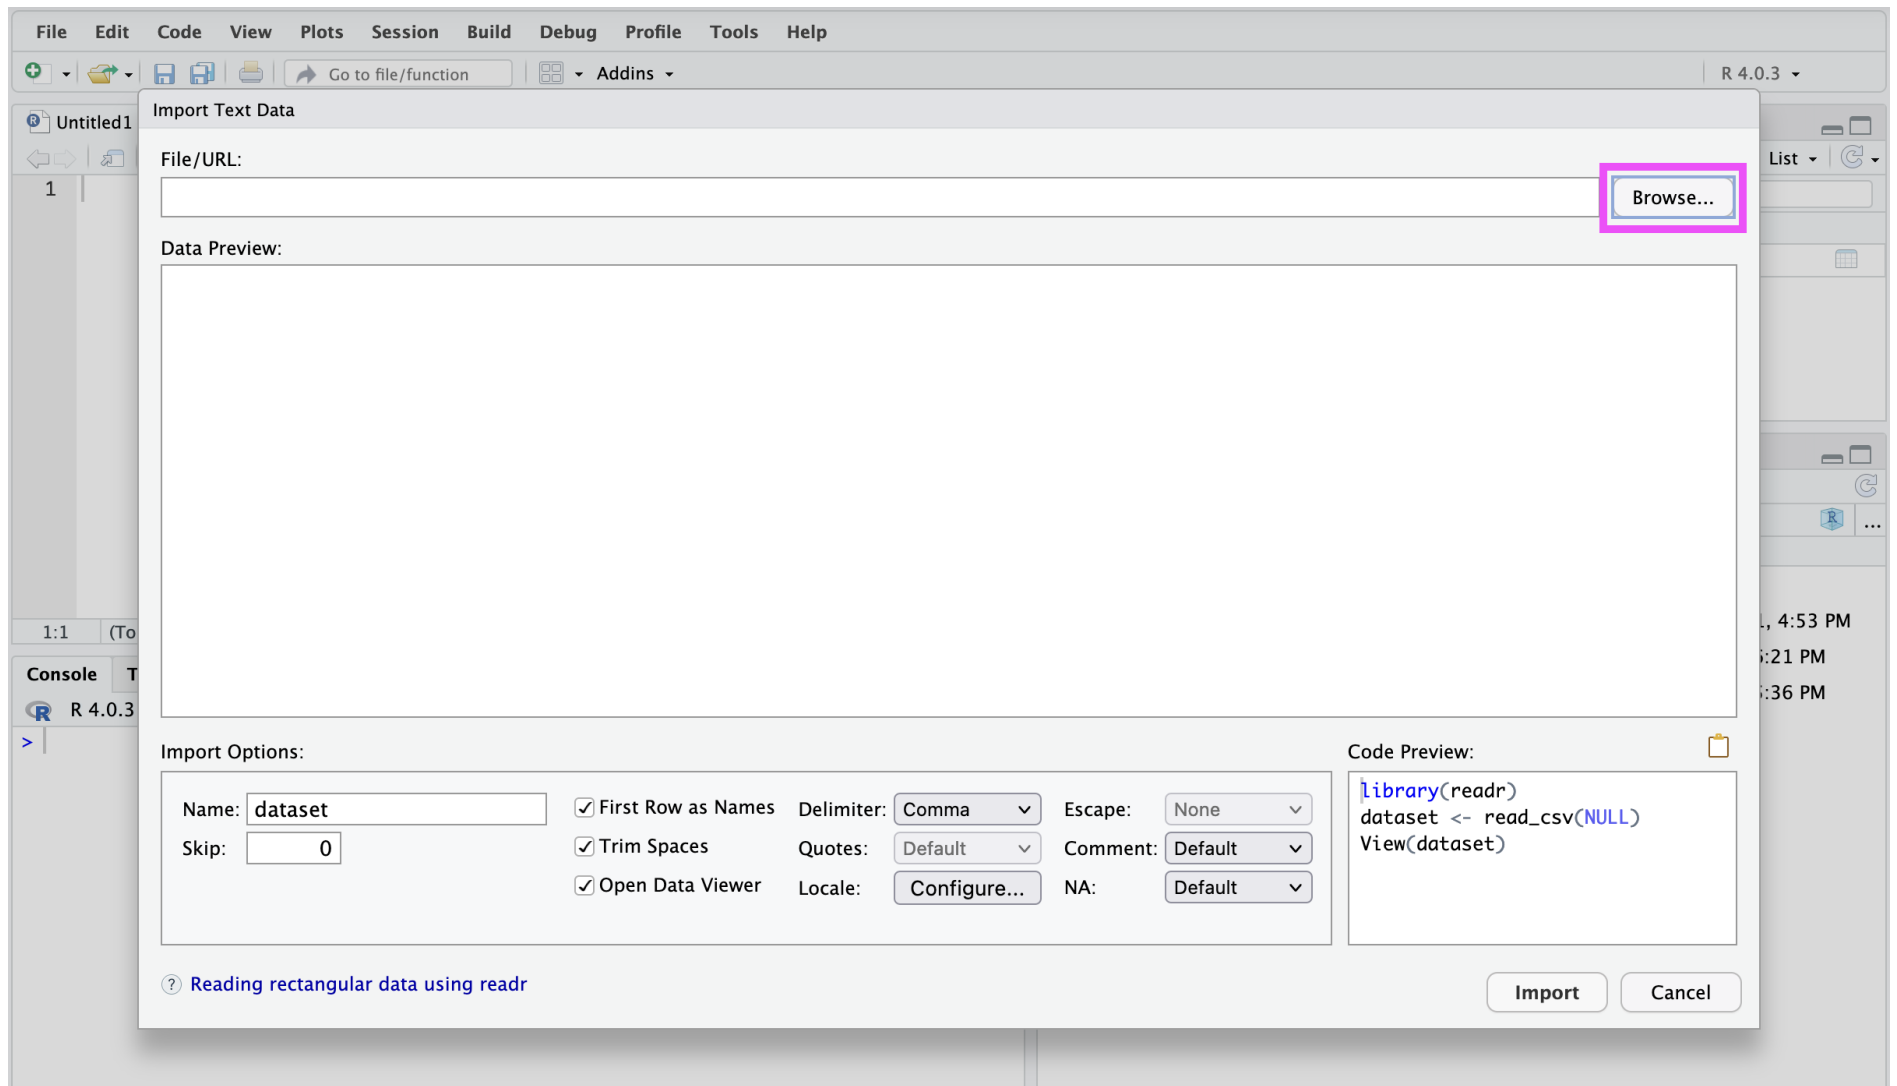 File Edit Code View Plots Session Build Debug Profile Tools Help
Go to file/function Addins R 4.0.3
Import Text Data
Untitled1
File/URL:
List
1
Browse...
Data Preview:
R
...
1:1 (To
, 4:53 PM
Console T
:21 PM
R 4.0.3
:36 PM
>
Import Options:
Code Preview:
Name: dataset First Row as Names Delimiter: Comma Escape: None
Skip: 0 Trim Spaces Quotes: Default Comment: Default
Open Data Viewer Locale: Configure... NA: Default
library(readr)
dataset <- read_csv(NULL)
View(dataset)
? Reading rectangular data using readr
Import Cancel